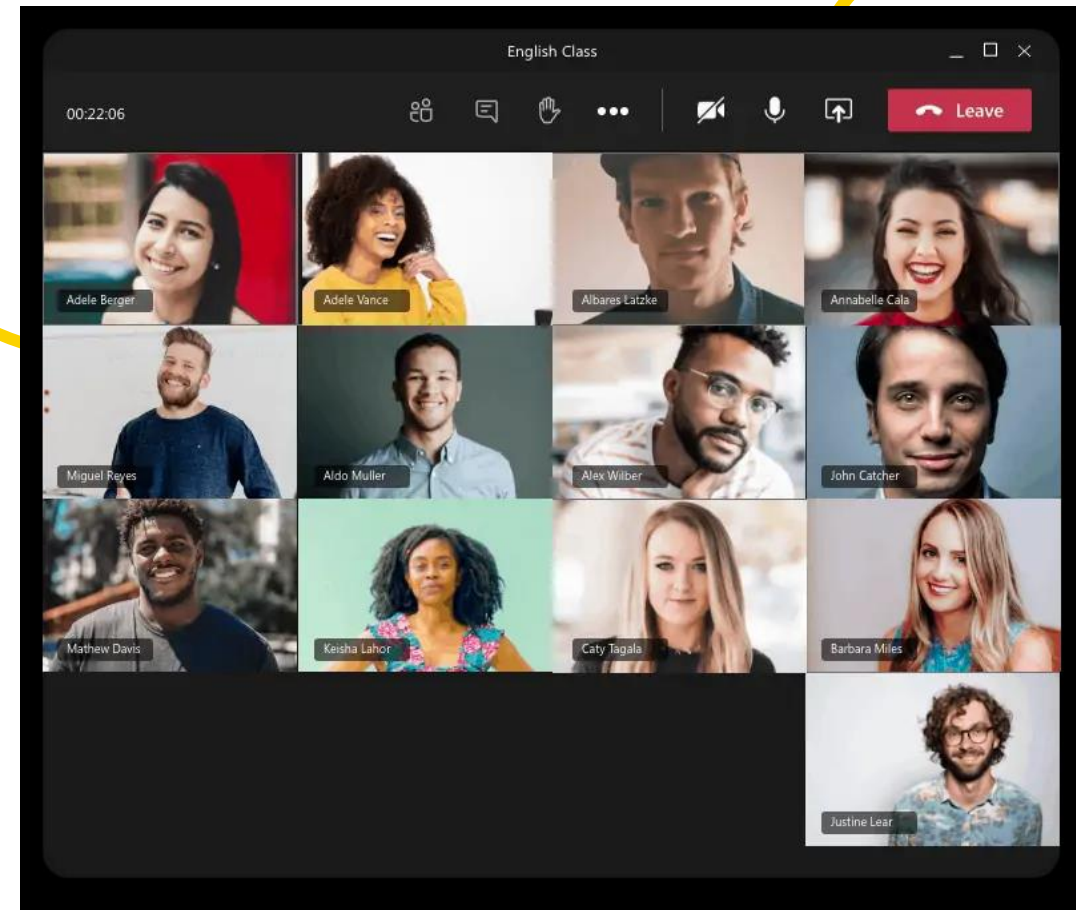 English Class
00:22:06
Leave
Adele Berger
Adele Vance
Albares Latzke
Annabelle Cala
Miguel Reyes
Aldo Muller
Alex Wilber
John Catcher
Mathew Davis
Keisha Lahor
Caty Tagala
Barbara Miles
Justine Lear